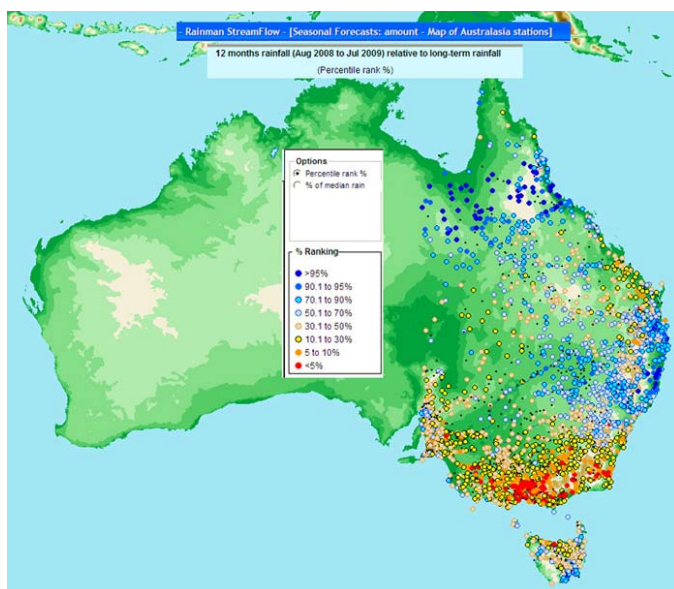 - Rainman StreamFlow - [Seasonal Forecasts: amount - Map of Australasia stations]
12 months rainfall (Aug 2008 to Jul 2009) relative to long-term rainfall
(Percentile rank %)
Options
Percentile rank %
% of median rain
% Ranking
>95%
90.1 to 95%
70.1 to 90%
50.1 to 70%
30.1 to 50%
10.1 to 30%
5 to 10%
<5%